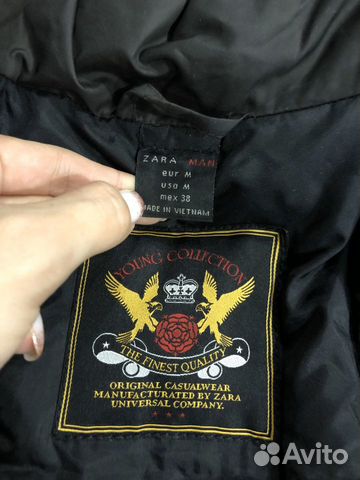 ZARA MAN
eur M
usa M
mex 38
MADE IN VIETNAM
YOUNG COLLECTION
THE FINEST QUALITY
ORIGINAL CASUALWEAR
MANUFACTURATED BY ZARA
UNIVERSAL COMPANY.
Avito